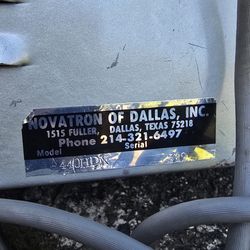 NOVATRON OF DALLAS, INC.
1515 FULLER, DALLAS, TEXAS 75218
Phone 214-321-6497
Model Serial